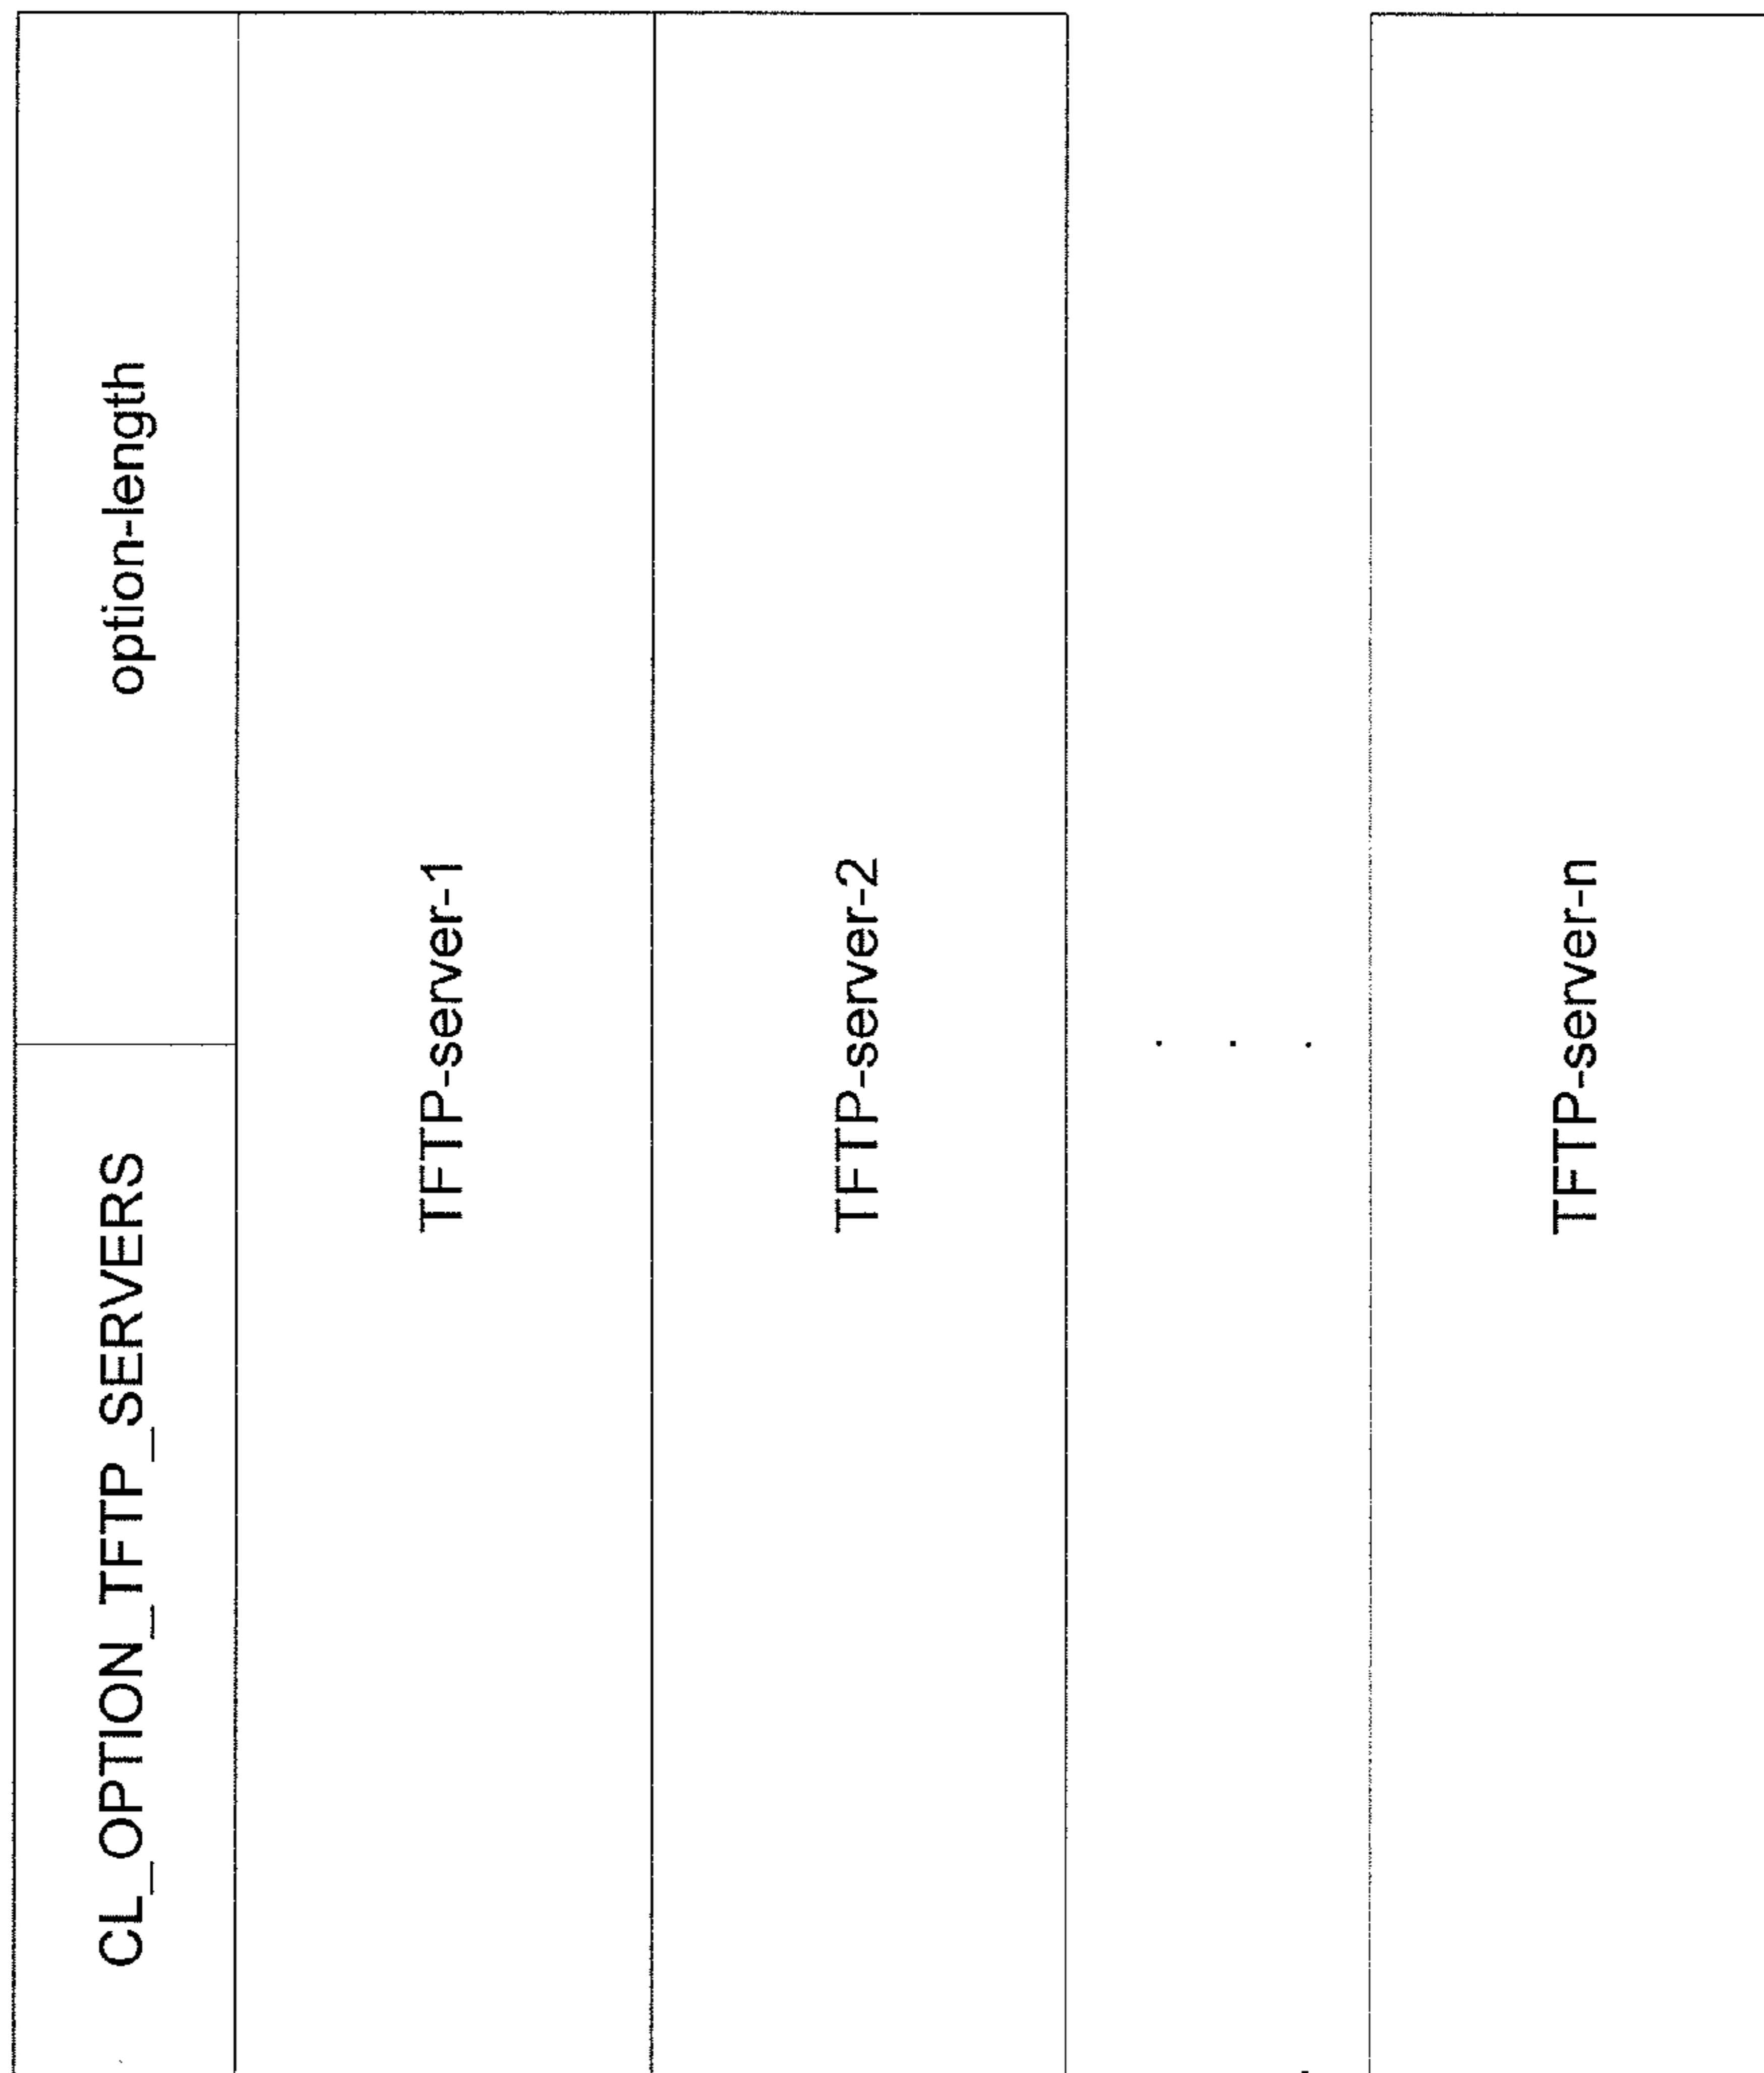 CL_OPTION_TFTP_SERVERS option-length
TFTP-server-1
TFTP-server-2
. . .
TFTP-server-n